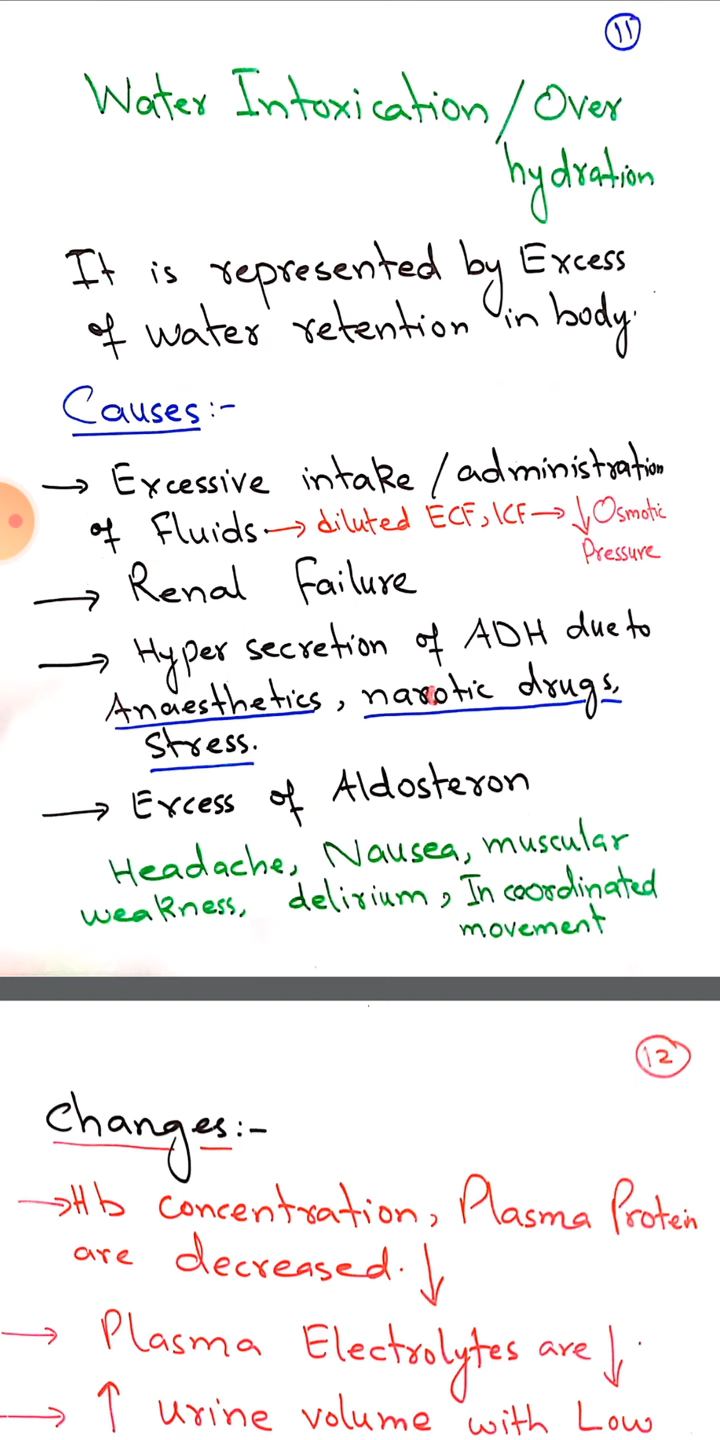 11
Water Intoxication / Over
hydration
It is represented by Excess
of water retention in body.
Causes:-
→ Excessive intake / administration
of Fluids → diluted ECF, ICF → ↓ Osmotic
Pressure
→ Renal Failure
→ Hyper secretion of ADH due to
Anaesthetics, narcotic drugs,
stress.
→ Excess of Aldosteron
Headache, Nausea, muscular
weakness, delirium, In coordinated
movement
12
Changes:-
→ Hb concentration, Plasma Protein
are decreased. ↓
→ Plasma Electrolytes are ↓.
→ ↑ urine volume with Low